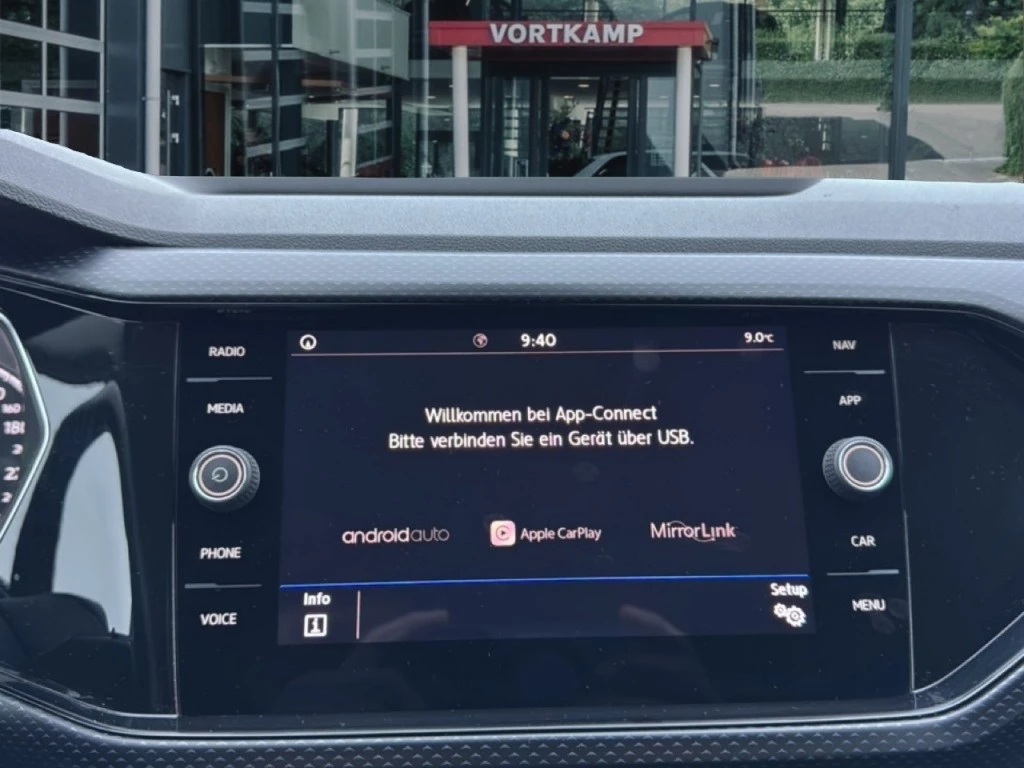 VORTKAMP
RADIO
MEDIA
PHONE
VOICE
9:40
9.0°C
Willkommen bei App-Connect
Bitte verbinden Sie ein Gerät über USB.
androidauto
Apple CarPlay
MirrorLink
Info
Setup
NAV
APP
CAR
MENU
160